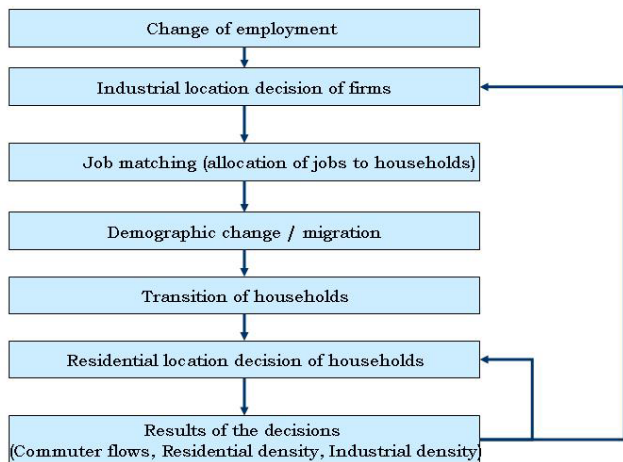 Change of employment
Industrial location decision of firms
Job matching (allocation of jobs to households)
Demographic change / migration
Transition of households
Residential location decision of households
Results of the decisions
(Commuter flows, Residential density, Industrial density)